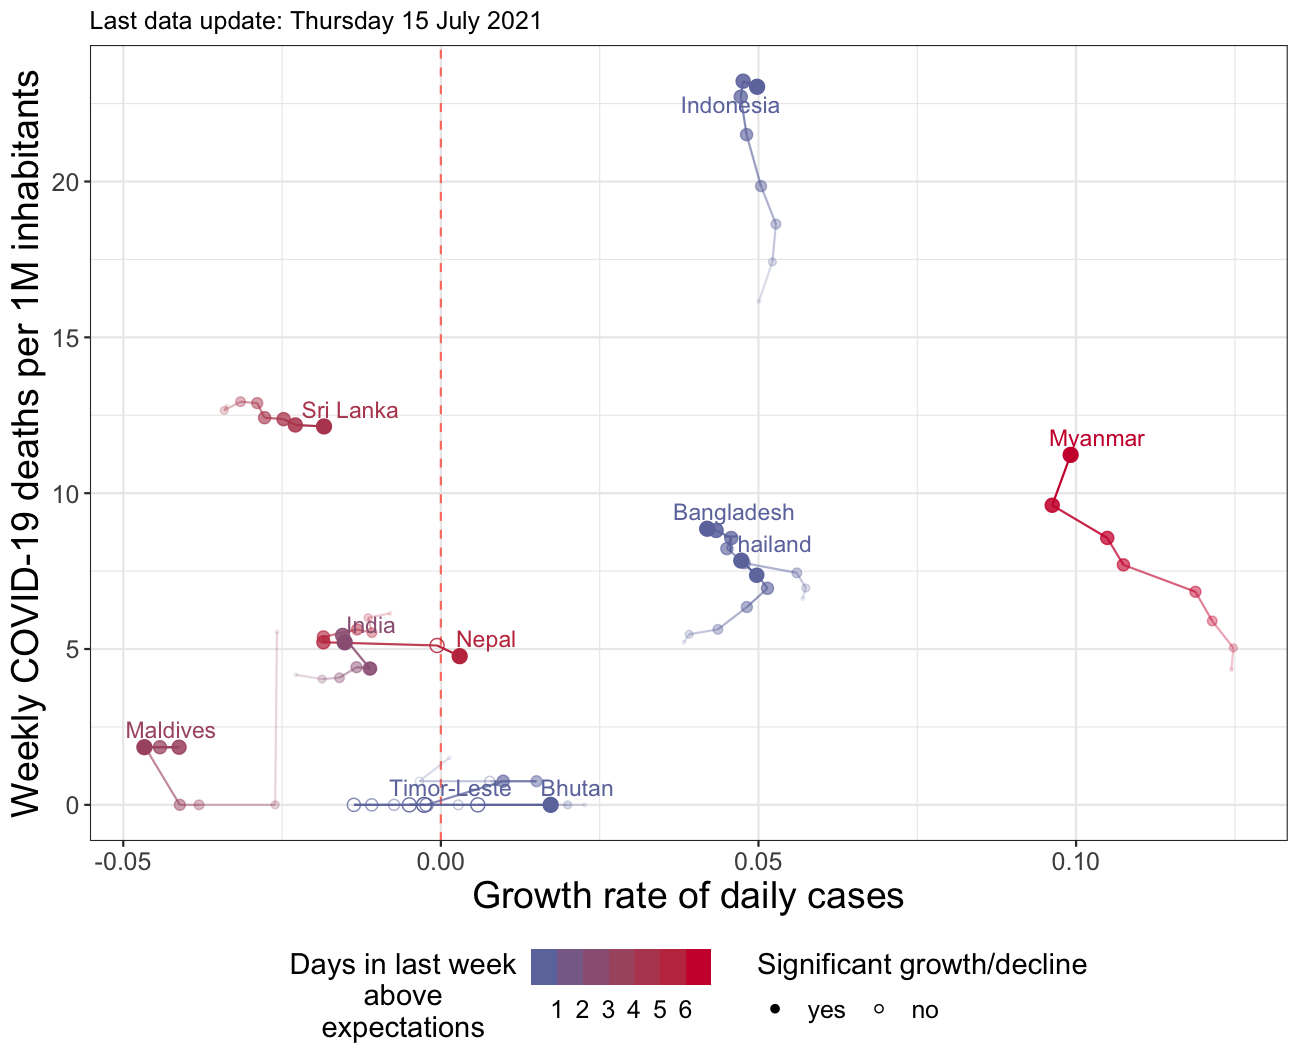 Last data update: Thursday 15 July 2021
Weekly COVID-19 deaths per 1M inhabitants
20
15
10
5
0
Indonesia
Sri Lanka
Myanmar
Bangladesh
Thailand
India
Nepal
Maldives
Timor-Leste
Bhutan
-0.05
0.00
0.05
0.10
Growth rate of daily cases
Days in last week
above
expectations
1 2 3 4 5 6
Significant growth/decline
yes no